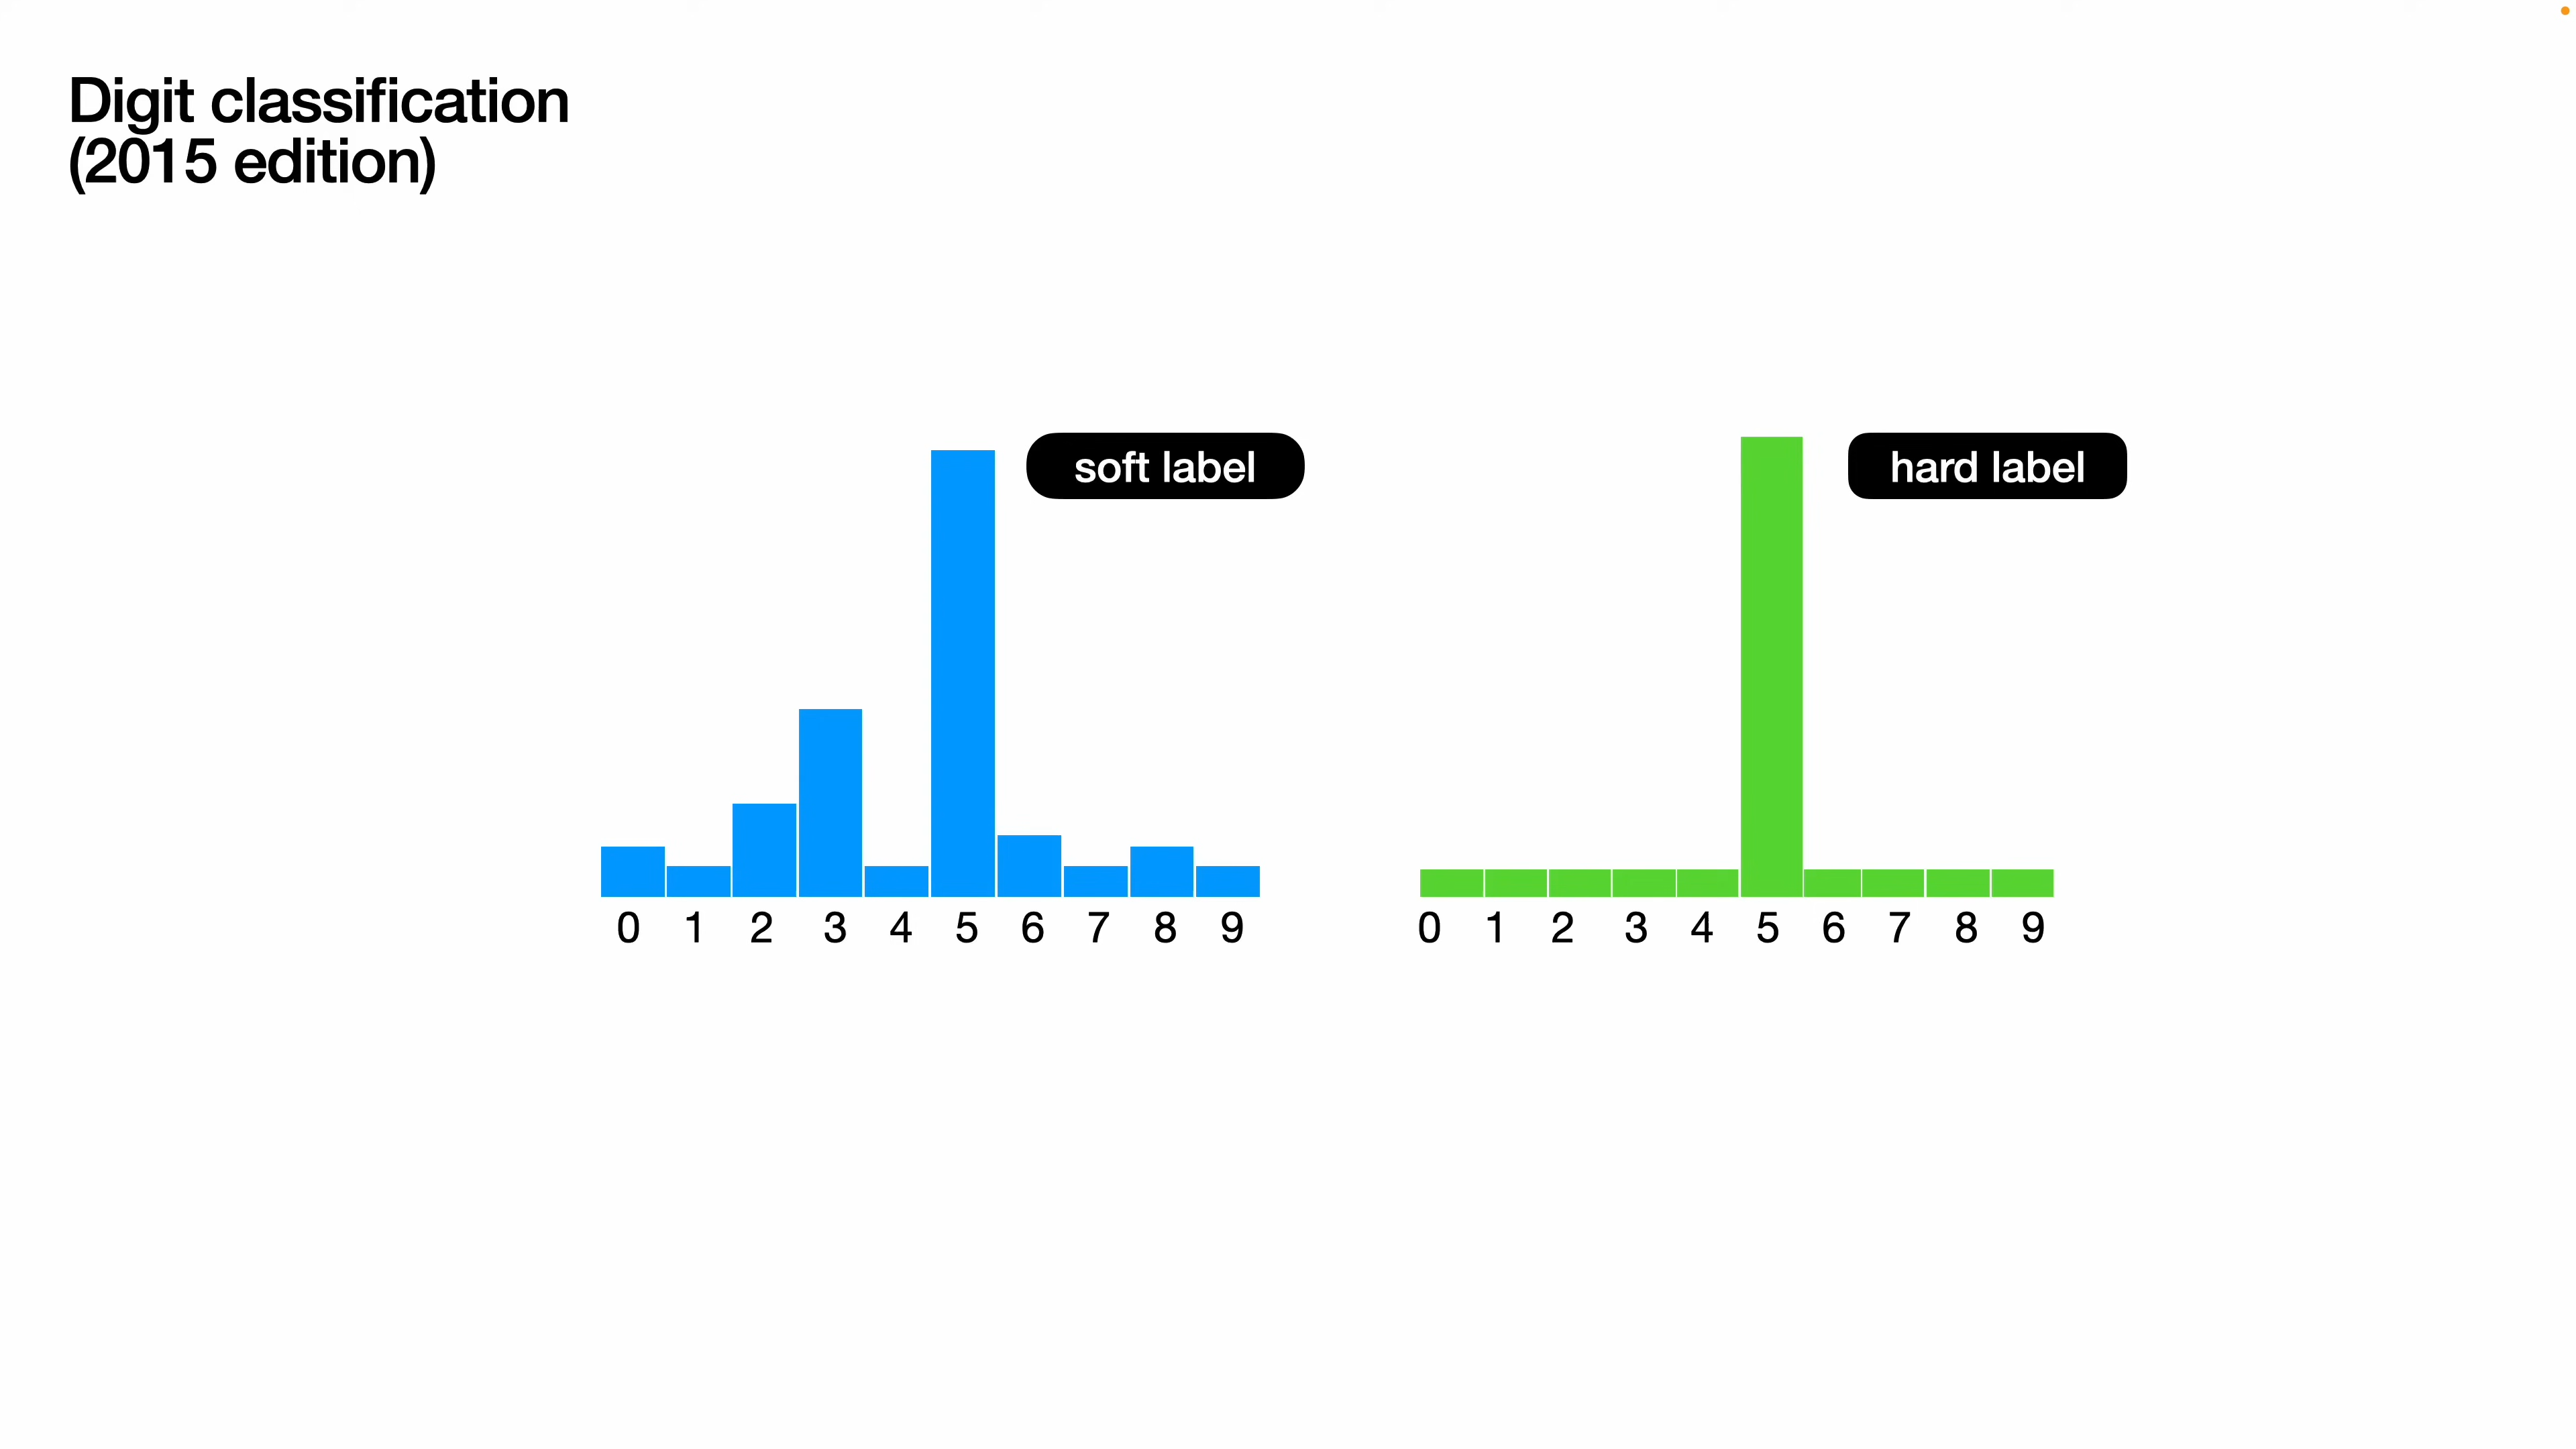 Digit classification
(2015 edition)
soft label
hard label
0 1 2 3 4 5 6 7 8 9
0 1 2 3 4 5 6 7 8 9